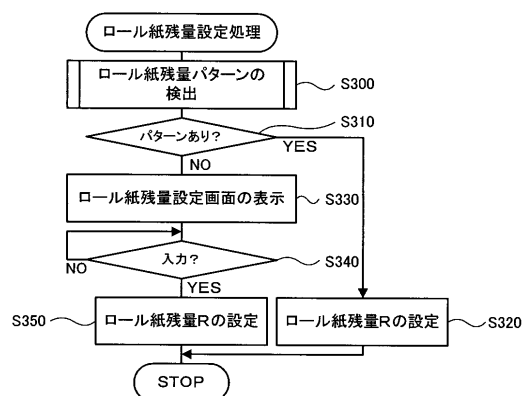 ロール紙残量設定処理
ロール紙残量パターンの
検出
S300
パターンあり?
S310
YES
NO
ロール紙残量設定画面の表示
S330
入力?
S340
NO
YES
S350
ロール紙残量Rの設定
ロール紙残量Rの設定
S320
STOP